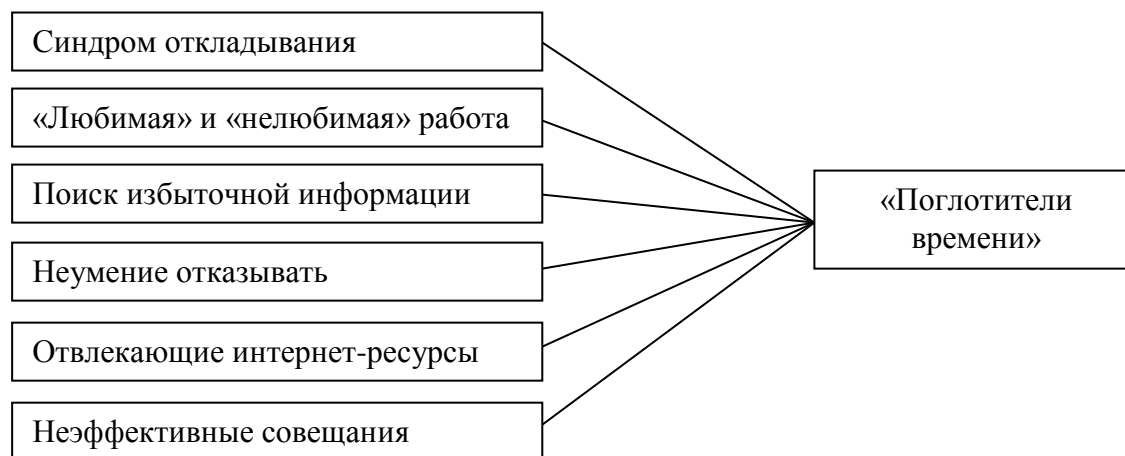 Синдром откладывания
«Любимая» и «нелюбимая» работа
Поиск избыточной информации
Неумение отказывать
Отвлекающие интернет-ресурсы
Неэффективные совещания
«Поглотители
времени»